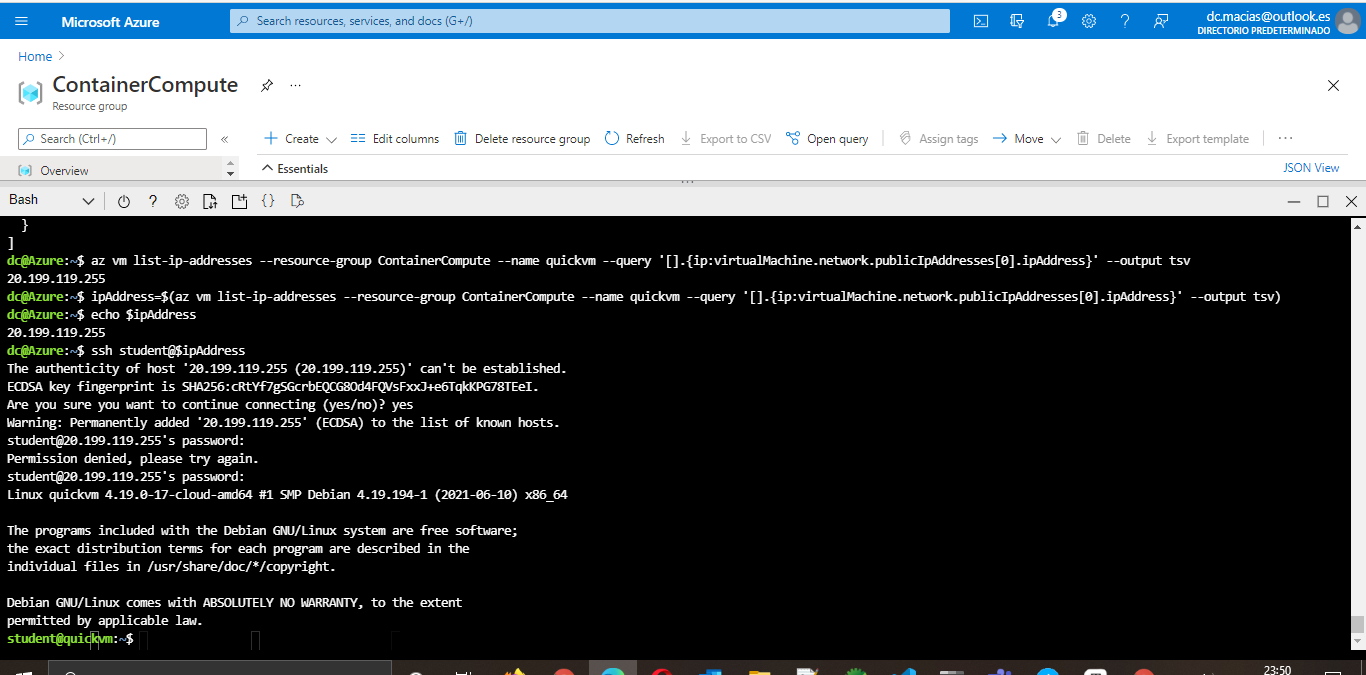 Microsoft Azure
Search resources, services, and docs (G+/)
3
dc.macias@outlook.es
DIRECTORIO PREDETERMINADO
Home
ContainerCompute
...
Resource group
Search (Ctrl+/)
«
Create
Edit columns
Delete resource group
Refresh
Export to CSV
Open query
Assign tags
Move
Delete
Export template
...
Overview
Essentials
JSON View
Bash
?
{}
}
]
dc@Azure:~$ az vm list-ip-addresses --resource-group ContainerCompute --name quickvm --query '[].{ip:virtualMachine.network.publicIpAddresses[0].ipAddress}' --output tsv
20.199.119.255
dc@Azure:~$ ipAddress=$(az vm list-ip-addresses --resource-group ContainerCompute --name quickvm --query '[].{ip:virtualMachine.network.publicIpAddresses[0].ipAddress}' --output tsv)
dc@Azure:~$ echo $ipAddress
20.199.119.255
dc@Azure:~$ ssh student@$ipAddress
The authenticity of host '20.199.119.255 (20.199.119.255)' can't be established.
ECDSA key fingerprint is SHA256:cRtYf7gSGcrbEQCG8Od4FQVsFxxJ+e6TqkKPG78TEeI.
Are you sure you want to continue connecting (yes/no)? yes
Warning: Permanently added '20.199.119.255' (ECDSA) to the list of known hosts.
student@20.199.119.255's password:
Permission denied, please try again.
student@20.199.119.255's password:
Linux quickvm 4.19.0-17-cloud-amd64 #1 SMP Debian 4.19.194-1 (2021-06-10) x86_64
The programs included with the Debian GNU/Linux system are free software;
the exact distribution terms for each program are described in the
individual files in /usr/share/doc/*/copyright.
Debian GNU/Linux comes with ABSOLUTELY NO WARRANTY, to the extent
permitted by applicable law.
student@quickvm:~$
23:50